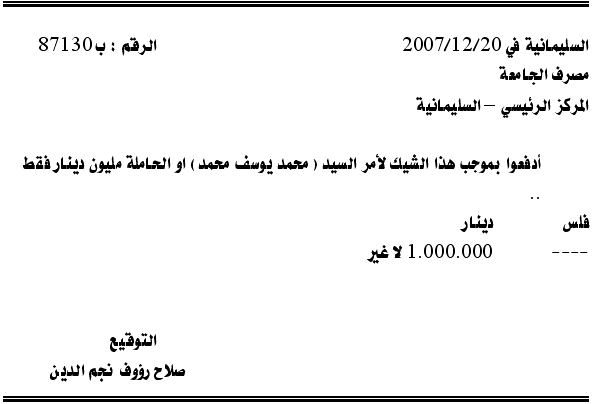 السليمانية في 2007/12/20 الرقم : ب 87130
مصرف الجامعة
المركز الرئيسي – السليمانية
أدفعوا بموجب هذا الشيك لأمر السيد ( محمد يوسف محمد ) او الحاملة مليون دينار فقط
..
فلس دينار
---- 1.000.000 لا غير
التوقيع
صلاح رؤوف نجم الدين